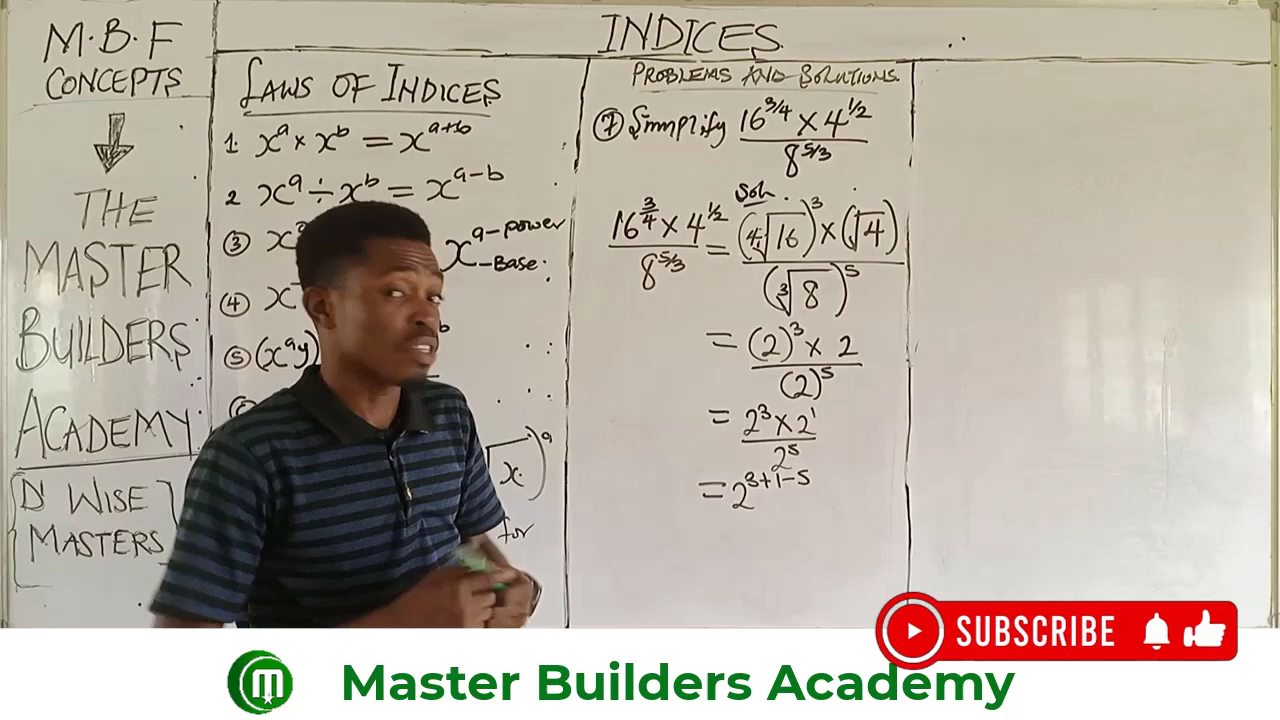 M.B.F
CONCEPTS
THE
MASTER
BUILDERS
ACADEMY
D' WISE
MASTERS
INDICES
LAWS OF INDICES
1. x^a × x^b = x^(a+b)
2 x^a ÷ x^b = x^(a-b)
③
x^a - power
- Base
④ x
⑤ (x^a y)
(√x)^a
for
PROBLEMS AND SOLUTIONS
⑦ Simmplify (16^(3/4) × 4^(1/2)) / 8^(5/3)
Soln.
(16^(3/4) × 4^(1/2)) / 8^(5/3) = ((⁴√16)^3 × (√4)) / (³√8)^5
= ((2)^3 × 2) / (2)^5
= (2^3 × 2^1) / 2^5
= 2^(3+1-5)
SUBSCRIBE
Master Builders Academy